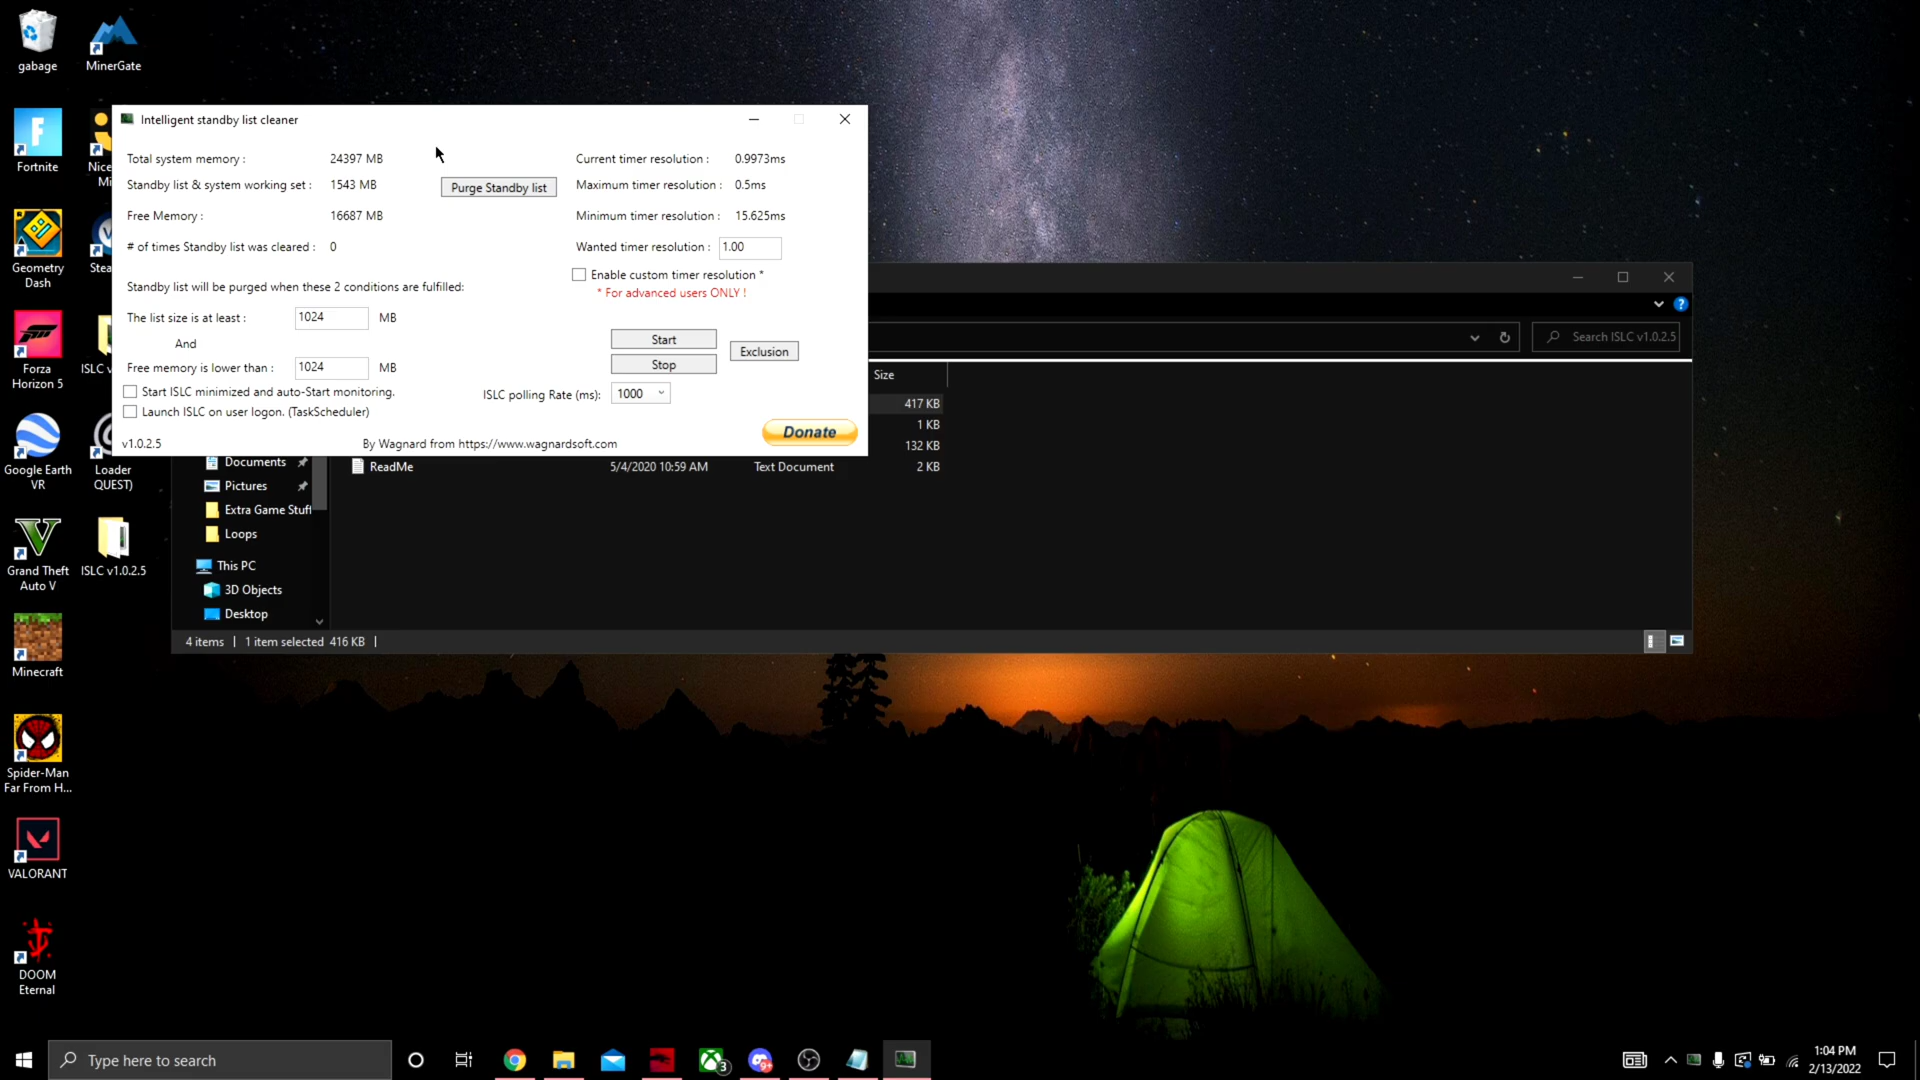 gabage
MinerGate
Fortnite
Nice
Mi
Geometry
Dash
Stea
Forza
Horizon 5
ISLC v
Google Earth
VR
Loader
QUEST)
Grand Theft
Auto V
ISLC v1.0.2.5
Minecraft
Spider-Man
Far From H...
VALORANT
DOOM
Eternal
Intelligent standby list cleaner
Total system memory : 24397 MB
Standby list & system working set : 1543 MB
Purge Standby list
Free Memory : 16687 MB
# of times Standby list was cleared : 0
Standby list will be purged when these 2 conditions are fulfilled:
The list size is at least : 1024 MB
And
Free memory is lower than : 1024 MB
Start ISLC minimized and auto-Start monitoring.
Launch ISLC on user logon. (TaskScheduler)
Current timer resolution : 0.9973ms
Maximum timer resolution : 0.5ms
Minimum timer resolution : 15.625ms
Wanted timer resolution : 1.00
Enable custom timer resolution *
* For advanced users ONLY !
Start
Stop
Exclusion
ISLC polling Rate (ms): 1000
Donate
v1.0.2.5
By Wagnard from https://www.wagnardsoft.com
Search ISLC v1.0.2.5
Size
417 KB
1 KB
132 KB
ReadMe 5/4/2020 10:59 AM Text Document 2 KB
Documents
Pictures
Extra Game Stuff
Loops
This PC
3D Objects
Desktop
4 items 1 item selected 416 KB
Type here to search
3
9+
1:04 PM
2/13/2022